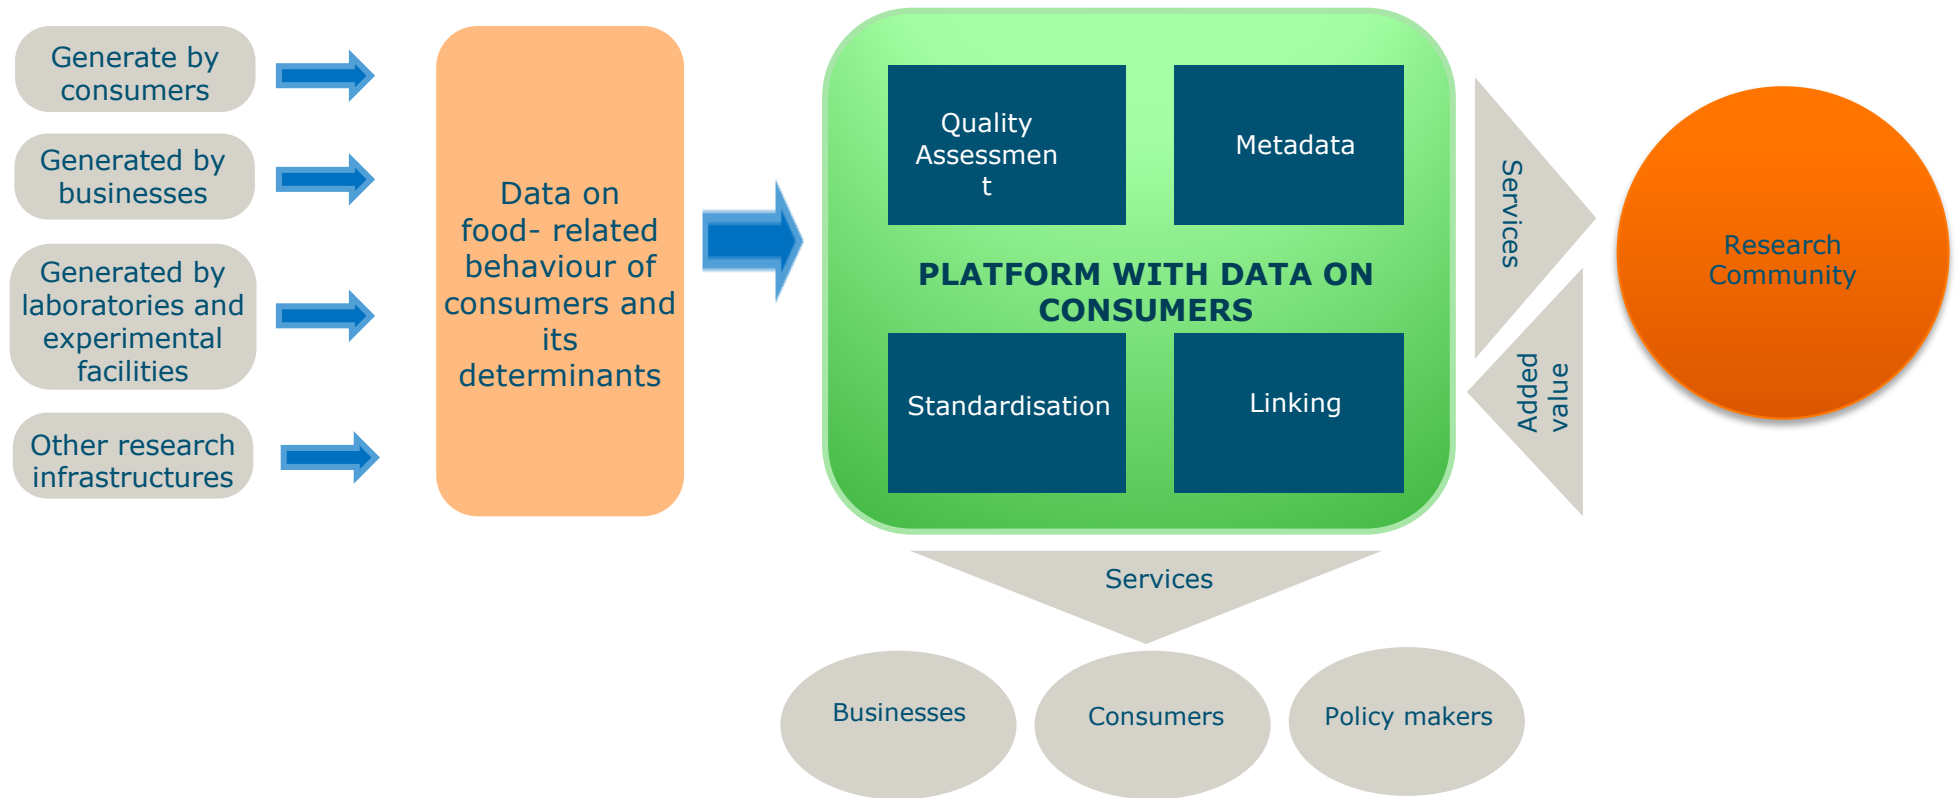 Generate by
consumers
Generated by
businesses
Generated by
laboratories and
experimental
facilities
Other research
infrastructures
Data on
food- related
behaviour of
consumers and
its
determinants
Quality
Assessmen
t
Metadata
PLATFORM WITH DATA ON
CONSUMERS
Standardisation
Linking
Services
Added
value
Research
Community
Services
Businesses
Consumers
Policy makers